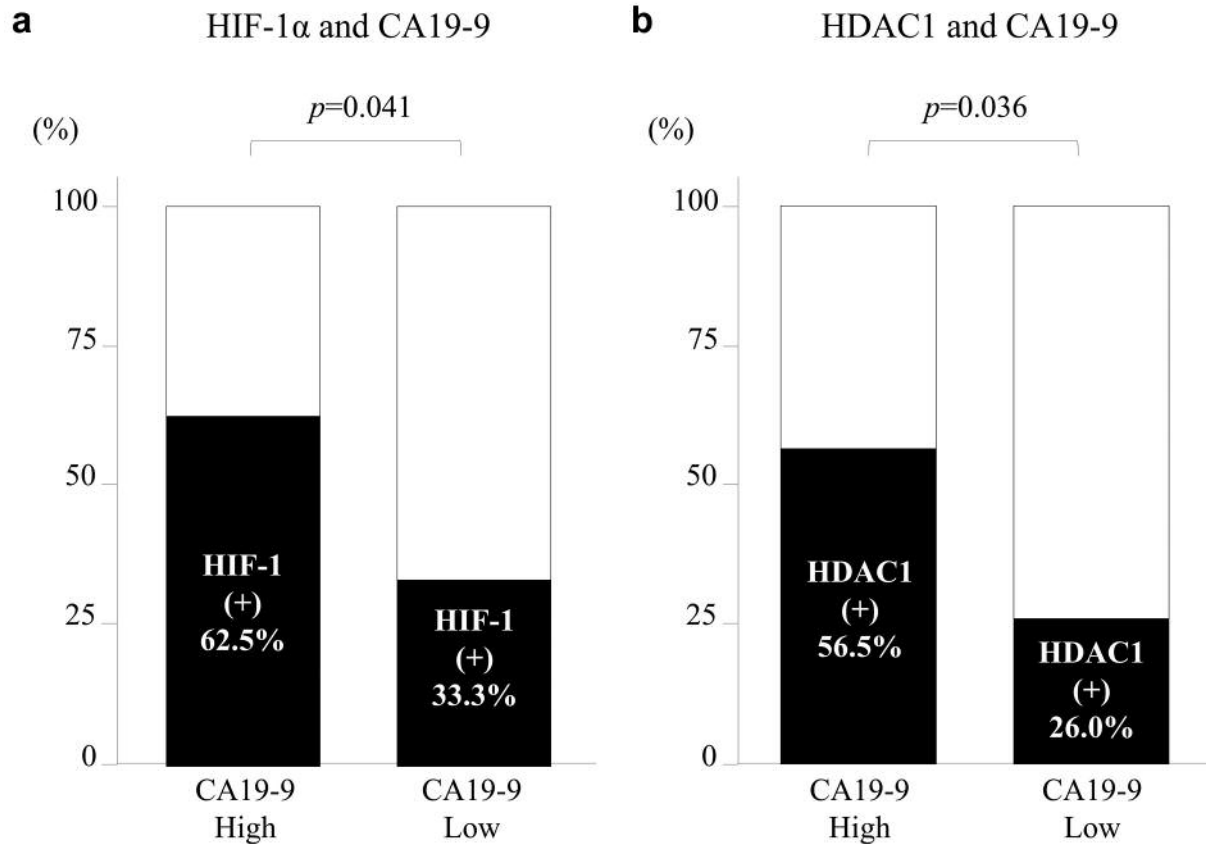 a
HIF-1α and CA19-9
p=0.041
(%)
100
75
50
25
0
HIF-1
(+)
62.5%
HIF-1
(+)
33.3%
CA19-9
High
CA19-9
Low
b
HDAC1 and CA19-9
p=0.036
(%)
100
75
50
25
0
HDAC1
(+)
56.5%
HDAC1
(+)
26.0%
CA19-9
High
CA19-9
Low